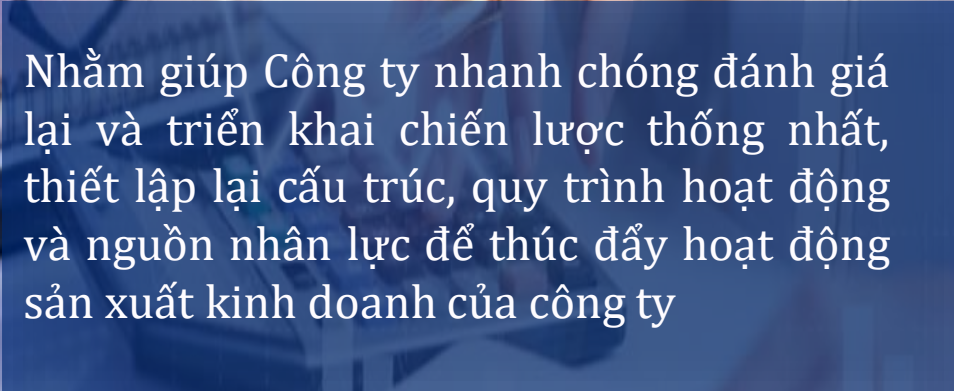 Nhằm giúp Công ty nhanh chóng đánh giá
lại và triển khai chiến lược thống nhất,
thiết lập lại cấu trúc, quy trình hoạt động
và nguồn nhân lực để thúc đẩy hoạt động
sản xuất kinh doanh của công ty